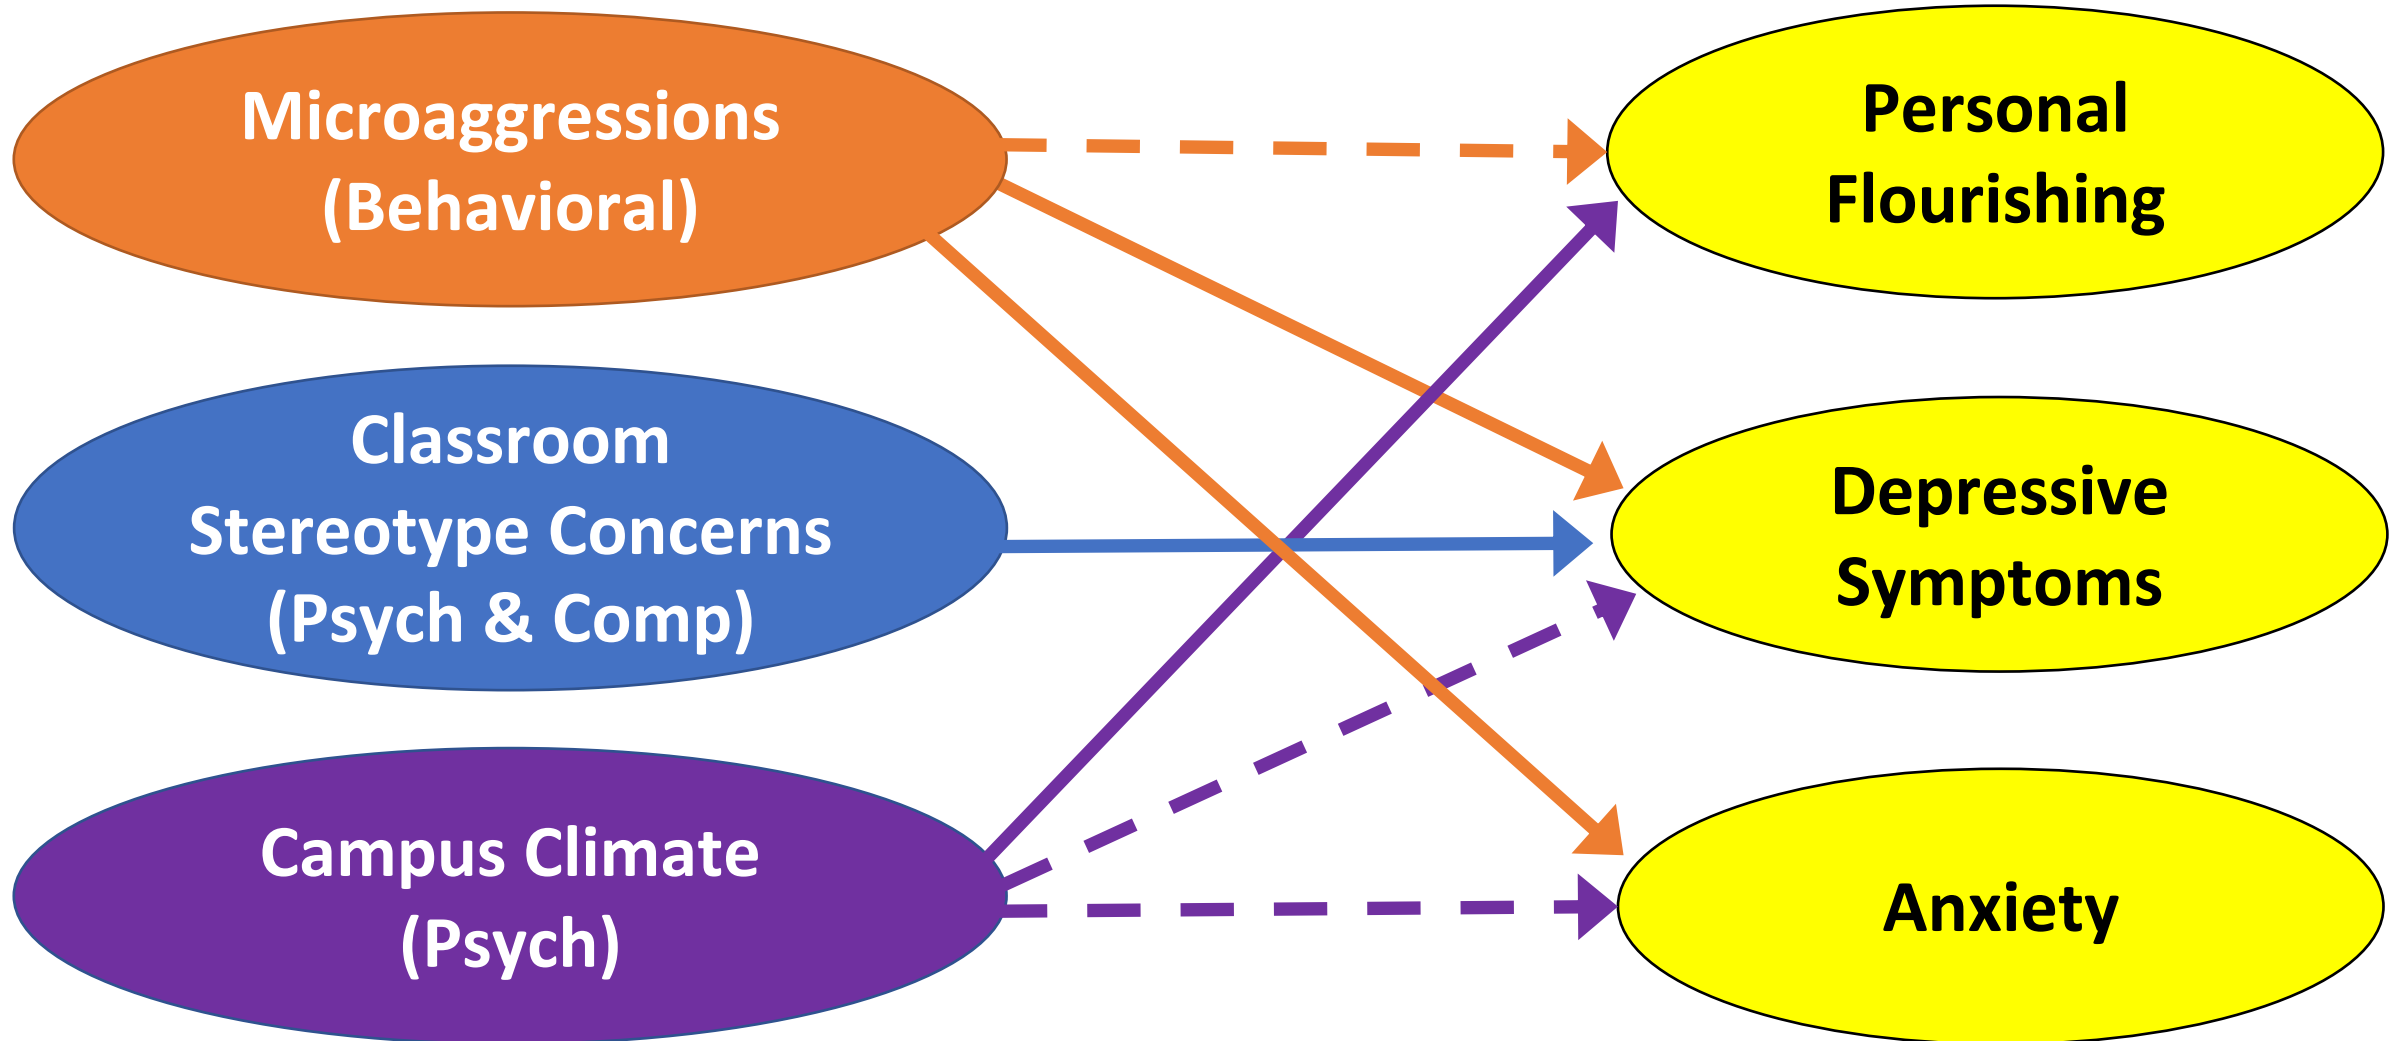 Microaggressions
(Behavioral)
Personal
Flourishing
Classroom
Stereotype Concerns
(Psych & Comp)
Depressive
Symptoms
Campus Climate
(Psych)
Anxiety